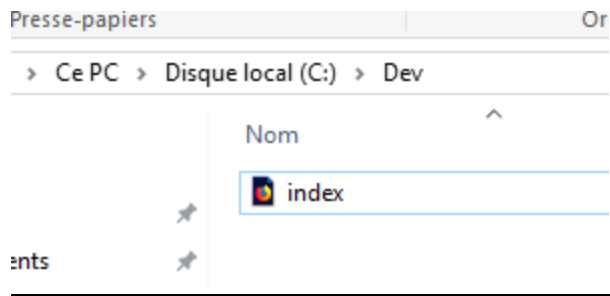 Presse-papiers
Or
> Ce PC > Disque local (C:) > Dev
Nom
index
ents